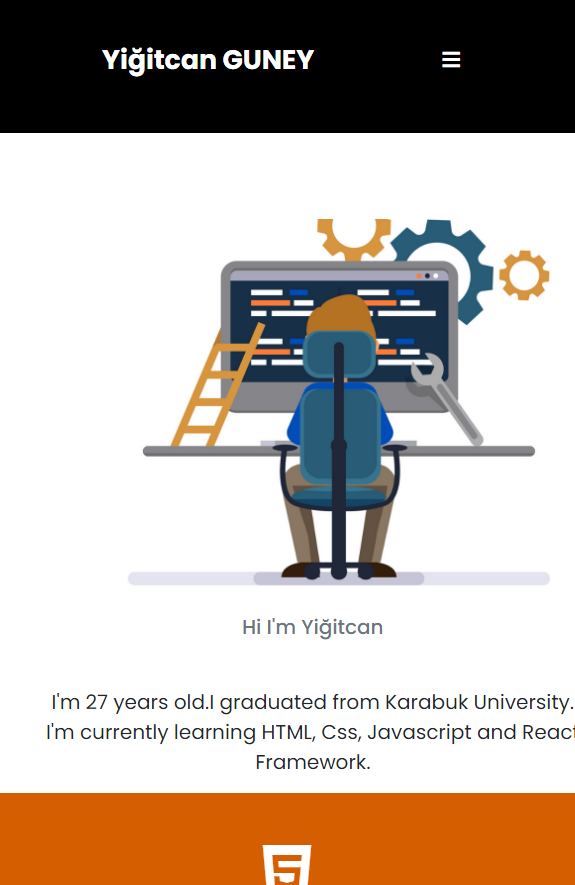 Yiğitcan GUNEY
Hi I'm Yiğitcan
I'm 27 years old.I graduated from Karabuk University.
I'm currently learning HTML, Css, Javascript and React
Framework.